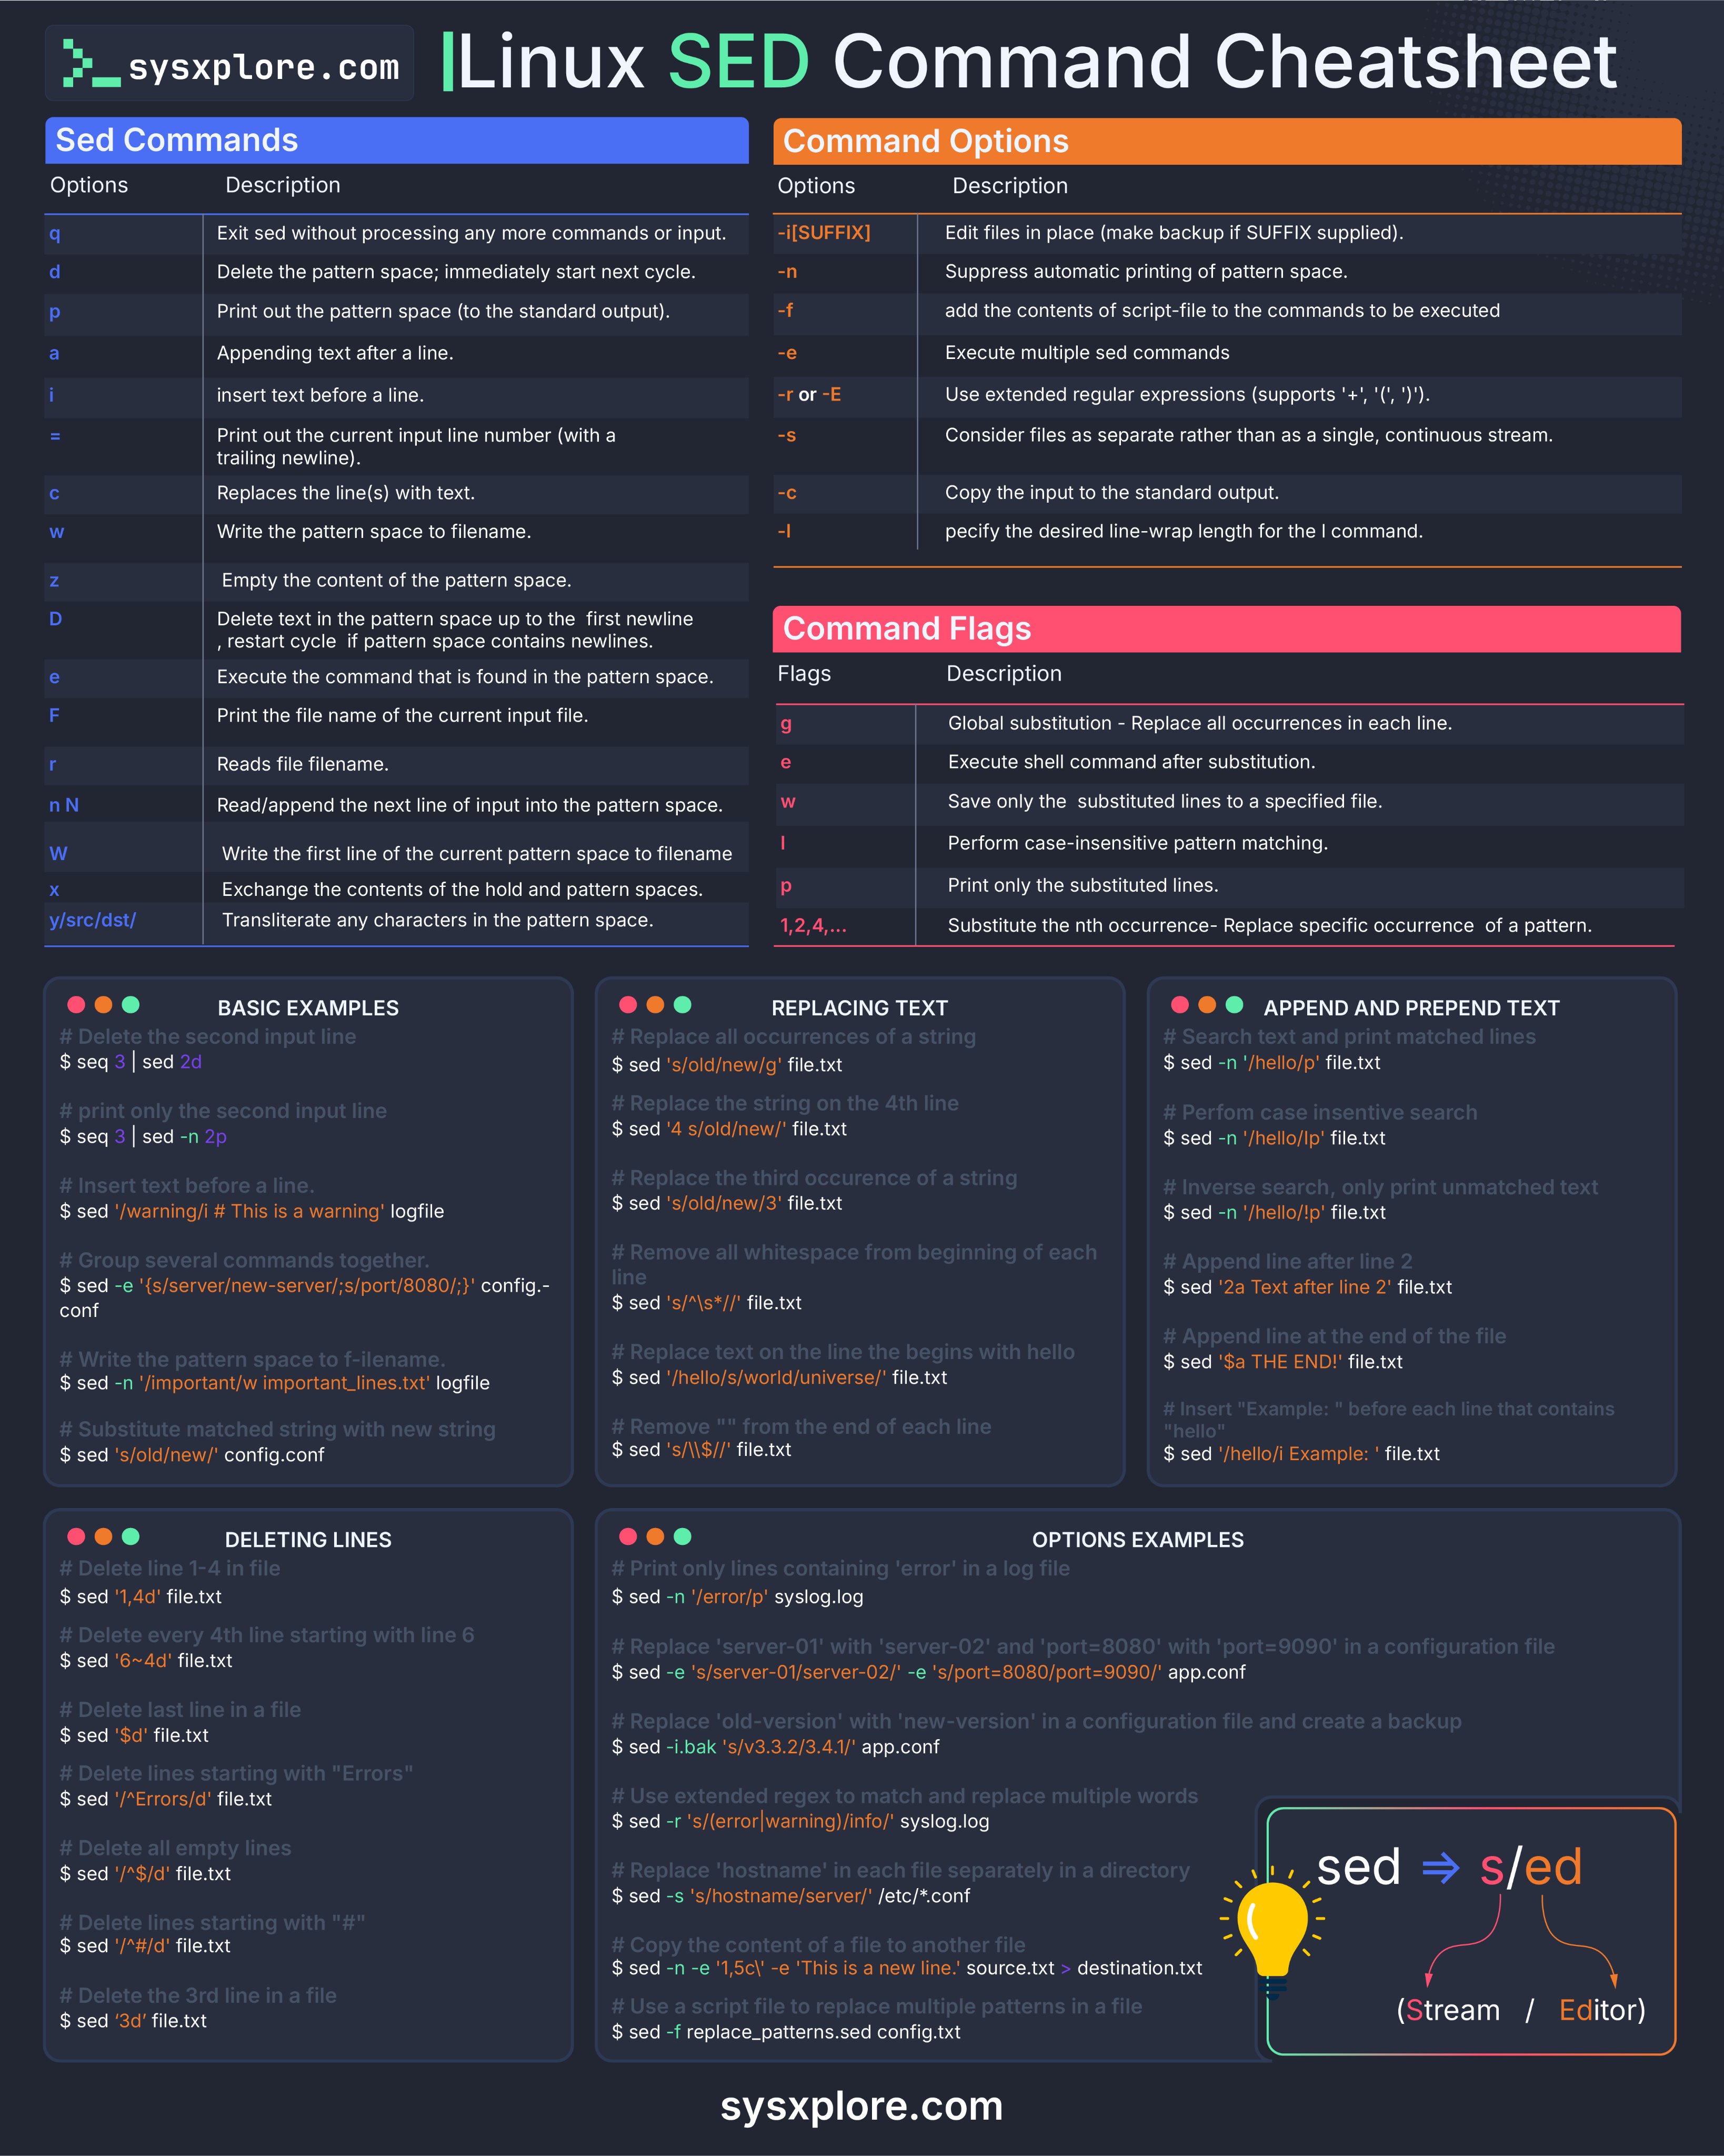 sysxplore.com
Linux SED Command Cheatsheet
Sed Commands
Options Description
q Exit sed without processing any more commands or input.
d Delete the pattern space; immediately start next cycle.
p Print out the pattern space (to the standard output).
a Appending text after a line.
i insert text before a line.
= Print out the current input line number (with a
trailing newline).
c Replaces the line(s) with text.
w Write the pattern space to filename.
z Empty the content of the pattern space.
D Delete text in the pattern space up to the first newline
, restart cycle if pattern space contains newlines.
e Execute the command that is found in the pattern space.
F Print the file name of the current input file.
r Reads file filename.
n N Read/append the next line of input into the pattern space.
W Write the first line of the current pattern space to filename
x Exchange the contents of the hold and pattern spaces.
y/src/dst/ Transliterate any characters in the pattern space.
Command Options
Options Description
-i[SUFFIX] Edit files in place (make backup if SUFFIX supplied).
-n Suppress automatic printing of pattern space.
-f add the contents of script-file to the commands to be executed
-e Execute multiple sed commands
-r or -E Use extended regular expressions (supports '+', '(', ')').
-s Consider files as separate rather than as a single, continuous stream.
-c Copy the input to the standard output.
-l pecify the desired line-wrap length for the l command.
Command Flags
Flags Description
g Global substitution - Replace all occurrences in each line.
e Execute shell command after substitution.
w Save only the substituted lines to a specified file.
I Perform case-insensitive pattern matching.
p Print only the substituted lines.
1,2,4,... Substitute the nth occurrence- Replace specific occurrence of a pattern.
BASIC EXAMPLES
# Delete the second input line
$ seq 3 | sed 2d
# print only the second input line
$ seq 3 | sed -n 2p
# Insert text before a line.
$ sed '/warning/i # This is a warning' logfile
# Group several commands together.
$ sed -e '{s/server/new-server/;s/port/8080/;}' config.-
conf
# Write the pattern space to f-ilename.
$ sed -n '/important/w important_lines.txt' logfile
# Substitute matched string with new string
$ sed 's/old/new/' config.conf
REPLACING TEXT
# Replace all occurrences of a string
$ sed 's/old/new/g' file.txt
# Replace the string on the 4th line
$ sed '4 s/old/new/' file.txt
# Replace the third occurence of a string
$ sed 's/old/new/3' file.txt
# Remove all whitespace from beginning of each
line
$ sed 's/^\s*//' file.txt
# Replace text on the line the begins with hello
$ sed '/hello/s/world/universe/' file.txt
# Remove "" from the end of each line
$ sed 's/\\$//' file.txt
APPEND AND PREPEND TEXT
# Search text and print matched lines
$ sed -n '/hello/p' file.txt
# Perfom case insentive search
$ sed -n '/hello/Ip' file.txt
# Inverse search, only print unmatched text
$ sed -n '/hello/!p' file.txt
# Append line after line 2
$ sed '2a Text after line 2' file.txt
# Append line at the end of the file
$ sed '$a THE END!' file.txt
# Insert "Example: " before each line that contains
"hello"
$ sed '/hello/i Example: ' file.txt
DELETING LINES
# Delete line 1-4 in file
$ sed '1,4d' file.txt
# Delete every 4th line starting with line 6
$ sed '6~4d' file.txt
# Delete last line in a file
$ sed '$d' file.txt
# Delete lines starting with "Errors"
$ sed '/^Errors/d' file.txt
# Delete all empty lines
$ sed '/^$/d' file.txt
# Delete lines starting with "#"
$ sed '/^#/d' file.txt
# Delete the 3rd line in a file
$ sed ‘3d’ file.txt
OPTIONS EXAMPLES
# Print only lines containing 'error' in a log file
$ sed -n '/error/p' syslog.log
# Replace 'server-01' with 'server-02' and 'port=8080' with 'port=9090' in a configuration file
$ sed -e 's/server-01/server-02/' -e 's/port=8080/port=9090/' app.conf
# Replace 'old-version' with 'new-version' in a configuration file and create a backup
$ sed -i.bak 's/v3.3.2/3.4.1/' app.conf
# Use extended regex to match and replace multiple words
$ sed -r 's/(error|warning)/info/' syslog.log
# Replace 'hostname' in each file separately in a directory
$ sed -s 's/hostname/server/' /etc/*.conf
# Copy the content of a file to another file
$ sed -n -e '1,5c\' -e 'This is a new line.' source.txt > destination.txt
# Use a script file to replace multiple patterns in a file
$ sed -f replace_patterns.sed config.txt
sed ⇒ s/ed
(Stream / Editor)
sysxplore.com